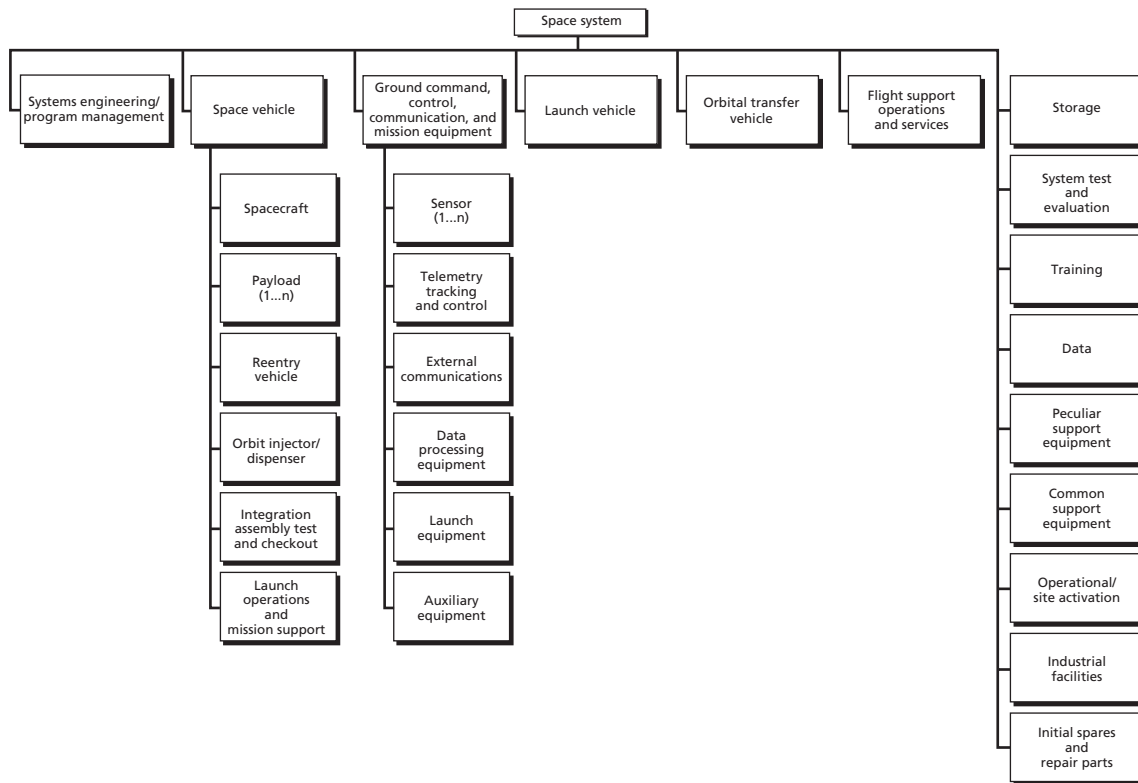 Space system
Systems engineering/
program management
Space vehicle
Ground command,
control,
communication, and
mission equipment
Launch vehicle
Orbital transfer
vehicle
Flight support
operations
and services
Storage
Spacecraft
Payload
(1...n)
Reentry
vehicle
Orbit injector/
dispenser
Integration
assembly test
and checkout
Launch
operations
and
mission support
Sensor
(1...n)
Telemetry
tracking
and control
External
communications
Data
processing
equipment
Launch
equipment
Auxiliary
equipment
System test
and
evaluation
Training
Data
Peculiar
support
equipment
Common
support
equipment
Operational/
site activation
Industrial
facilities
Initial spares
and
repair parts